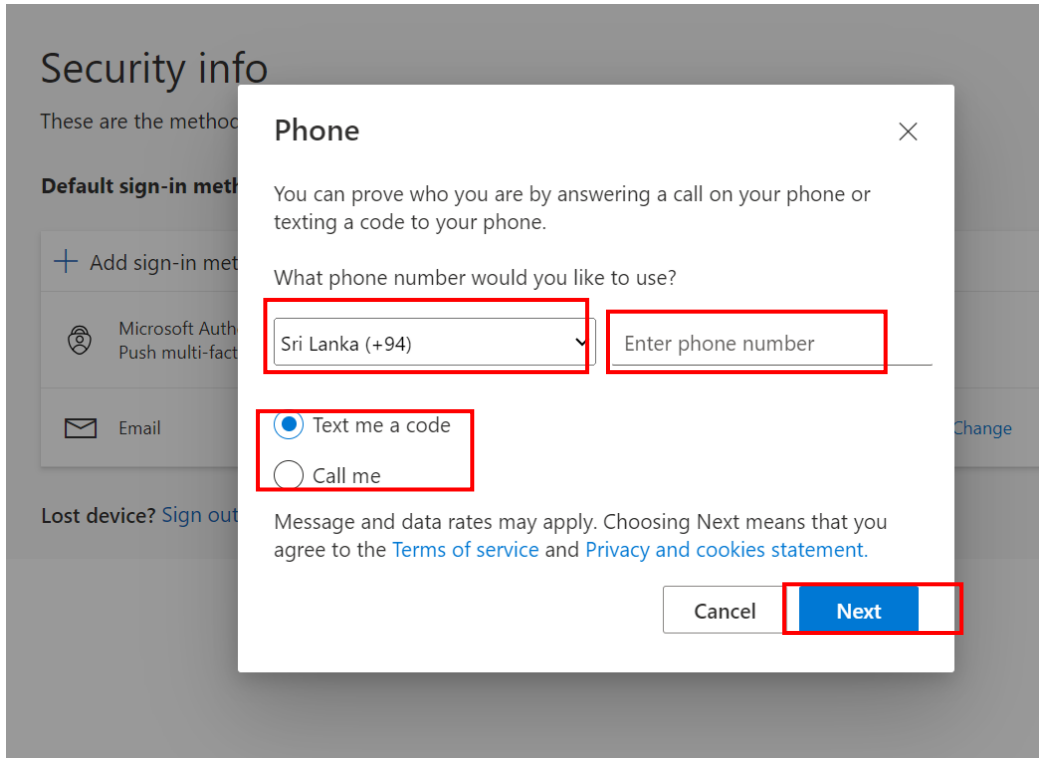 Security info
These are the method
Default sign-in meth
Add sign-in met
Microsoft Auth
Push multi-fact
Email
Change
Lost device? Sign out
Phone
You can prove who you are by answering a call on your phone or
texting a code to your phone.
What phone number would you like to use?
Sri Lanka (+94)
Enter phone number
Text me a code
Call me
Message and data rates may apply. Choosing Next means that you
agree to the Terms of service and Privacy and cookies statement.
Cancel
Next